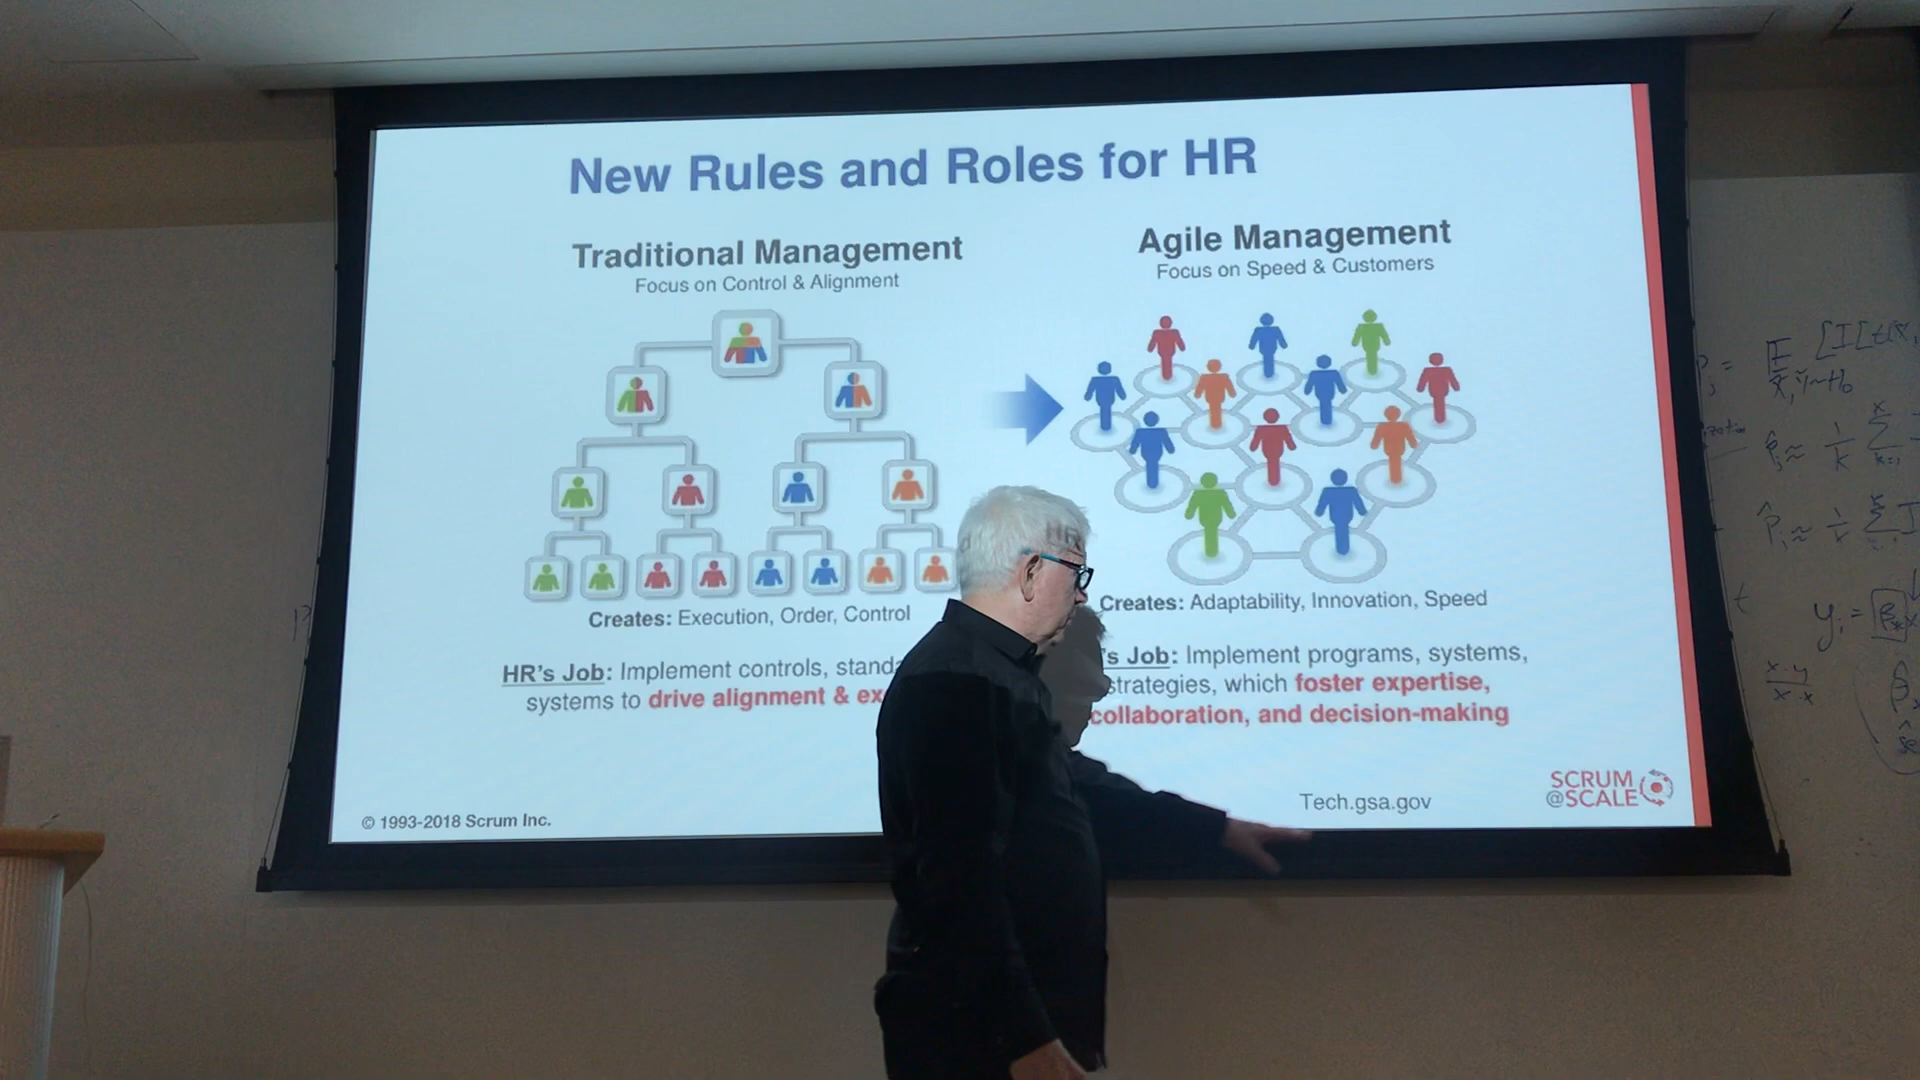 New Rules and Roles for HR
Traditional Management
Focus on Control & Alignment
Creates: Execution, Order, Control
HR's Job: Implement controls,
systems to drive alignment &
Agile Management
Focus on Speed & Customers
Creates: Adaptability, Innovation, Speed
's Job: Implement programs, systems,
strategies, which foster expertise,
collaboration, and decision-making
© 1993-2018 Scrum Inc.
Tech.gsa.gov
SCRUM
@SCALE
HR